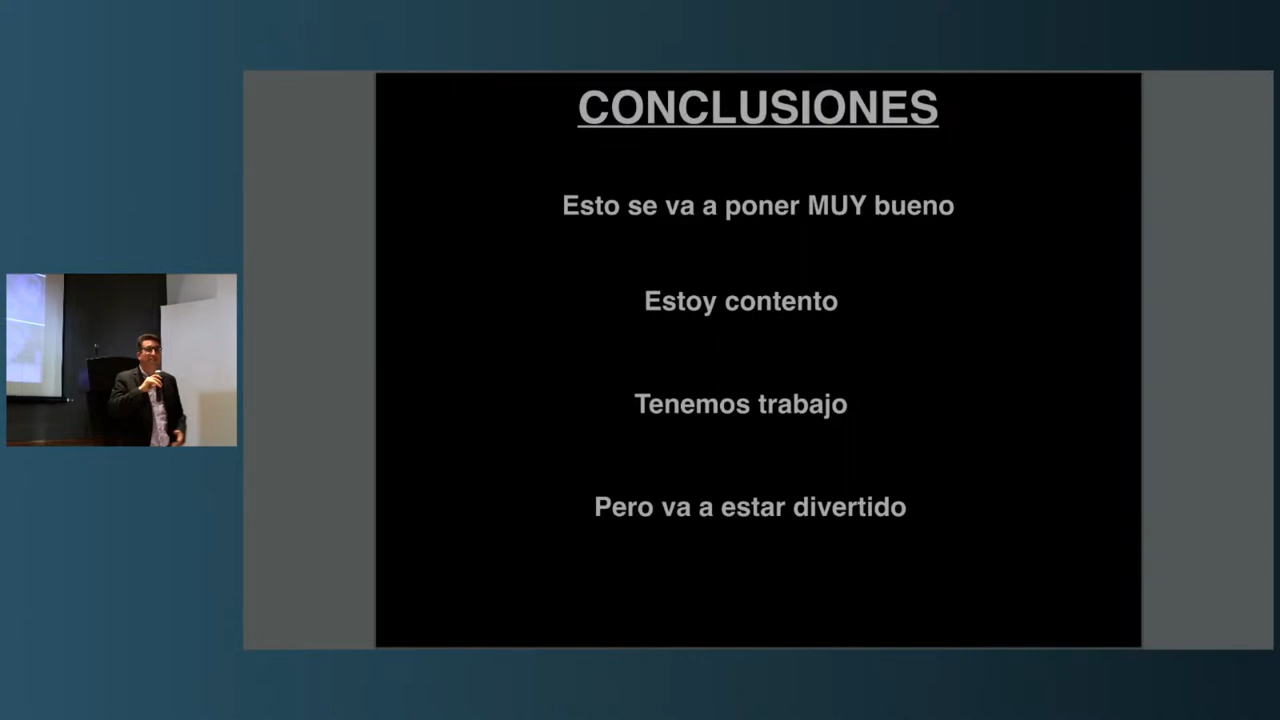 CONCLUSIONES
Esto se va a poner MUY bueno
Estoy contento
Tenemos trabajo
Pero va a estar divertido